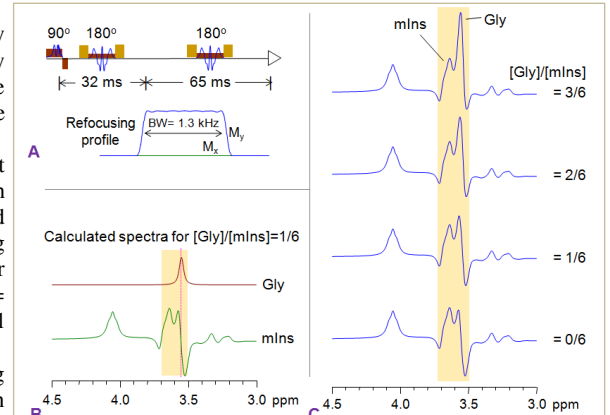 90°
180°
180°
32 ms
65 ms
Refocusing
profile
BW= 1.3 kHz
My
Mx
A
Calculated spectra for [Gly]/[mIns]=1/6
Gly
mIns
4.5 4.0 3.5 3.0 ppm
B
mIns
Gly
[Gly]/[mIns]
= 3/6
= 2/6
= 1/6
= 0/6
4.5 4.0 3.5 3.0 ppm
C